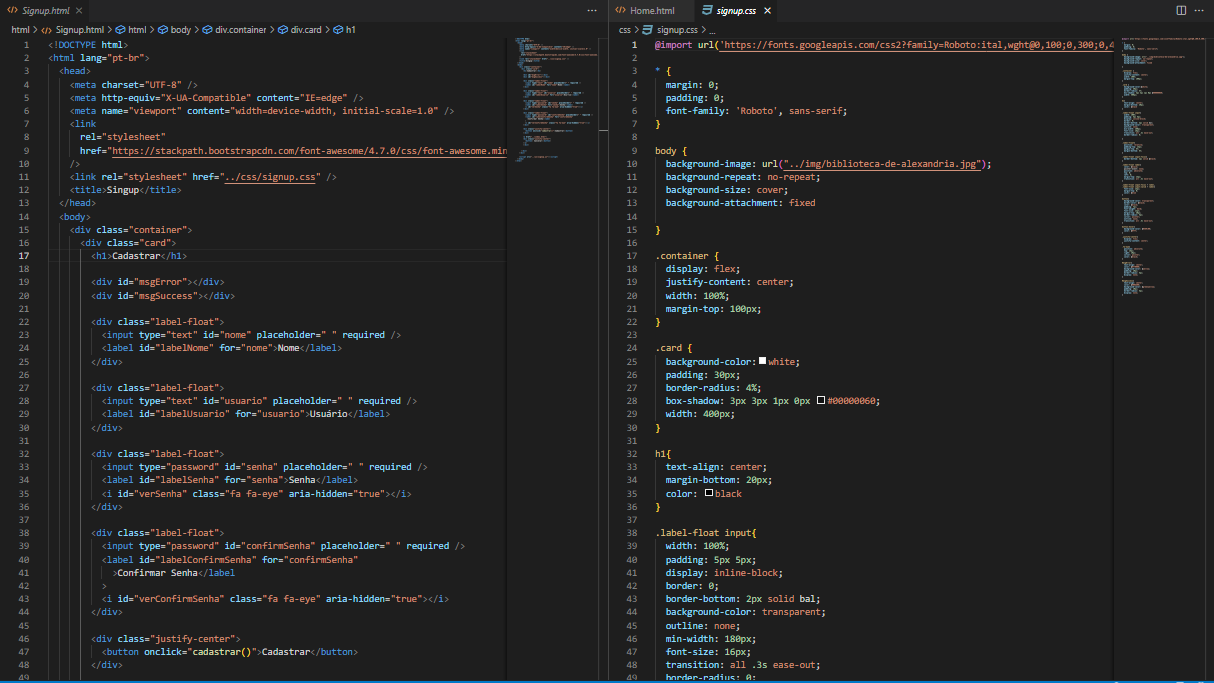 Signup.html
html > Signup.html > html > body > div.container > div.card > h1
1 <!DOCTYPE html>
2 <html lang="pt-br">
3 <head>
4 <meta charset="UTF-8" />
5 <meta http-equiv="X-UA-Compatible" content="IE=edge" />
6 <meta name="viewport" content="width=device-width, initial-scale=1.0" />
7 <link
8 rel="stylesheet"
9 href="https://stackpath.bootstrapcdn.com/font-awesome/4.7.0/css/font-awesome.min
10 />
11 <link rel="stylesheet" href="../css/signup.css" />
12 <title>Singup</title>
13 </head>
14 <body>
15 <div class="container">
16 <div class="card">
17 <h1>Cadastrar</h1>
18
19 <div id="msgError"></div>
20 <div id="msgSuccess"></div>
21
22 <div class="label-float">
23 <input type="text" id="nome" placeholder=" " required />
24 <label id="labelNome" for="nome">Nome</label>
25 </div>
26
27 <div class="label-float">
28 <input type="text" id="usuario" placeholder=" " required />
29 <label id="labelUsuario" for="usuario">Usuário</label>
30 </div>
31
32 <div class="label-float">
33 <input type="password" id="senha" placeholder=" " required />
34 <label id="labelSenha" for="senha">Senha</label>
35 <i id="verSenha" class="fa fa-eye" aria-hidden="true"></i>
36 </div>
37
38 <div class="label-float">
39 <input type="password" id="confirmSenha" placeholder=" " required />
40 <label id="labelConfirmSenha" for="confirmSenha"
41 >Confirmar Senha</label
42 >
43 <i id="verConfirmSenha" class="fa fa-eye" aria-hidden="true"></i>
44 </div>
45
46 <div class="justify-center">
47 <button onclick="cadastrar()">Cadastrar</button>
48 </div>
49
Home.html signup.css
css > signup.css > ...
1 @import url('https://fonts.googleapis.com/css2?family=Roboto:ital,wght@0,100;0,300;0,4
2
3 * {
4 margin: 0;
5 padding: 0;
6 font-family: 'Roboto', sans-serif;
7 }
8
9 body {
10 background-image: url("../img/biblioteca-de-alexandria.jpg");
11 background-repeat: no-repeat;
12 background-size: cover;
13 background-attachment: fixed
14
15 }
16
17 .container {
18 display: flex;
19 justify-content: center;
20 width: 100%;
21 margin-top: 100px;
22 }
23
24 .card {
25 background-color: white;
26 padding: 30px;
27 border-radius: 4%;
28 box-shadow: 3px 3px 1px 0px #00000060;
29 width: 400px;
30 }
31
32 h1{
33 text-align: center;
34 margin-bottom: 20px;
35 color: black
36 }
37
38 .label-float input{
39 width: 100%;
40 padding: 5px 5px;
41 display: inline-block;
42 border: 0;
43 border-bottom: 2px solid bal;
44 background-color: transparent;
45 outline: none;
46 min-width: 180px;
47 font-size: 16px;
48 transition: all .3s ease-out;
49 border-radius: 0;